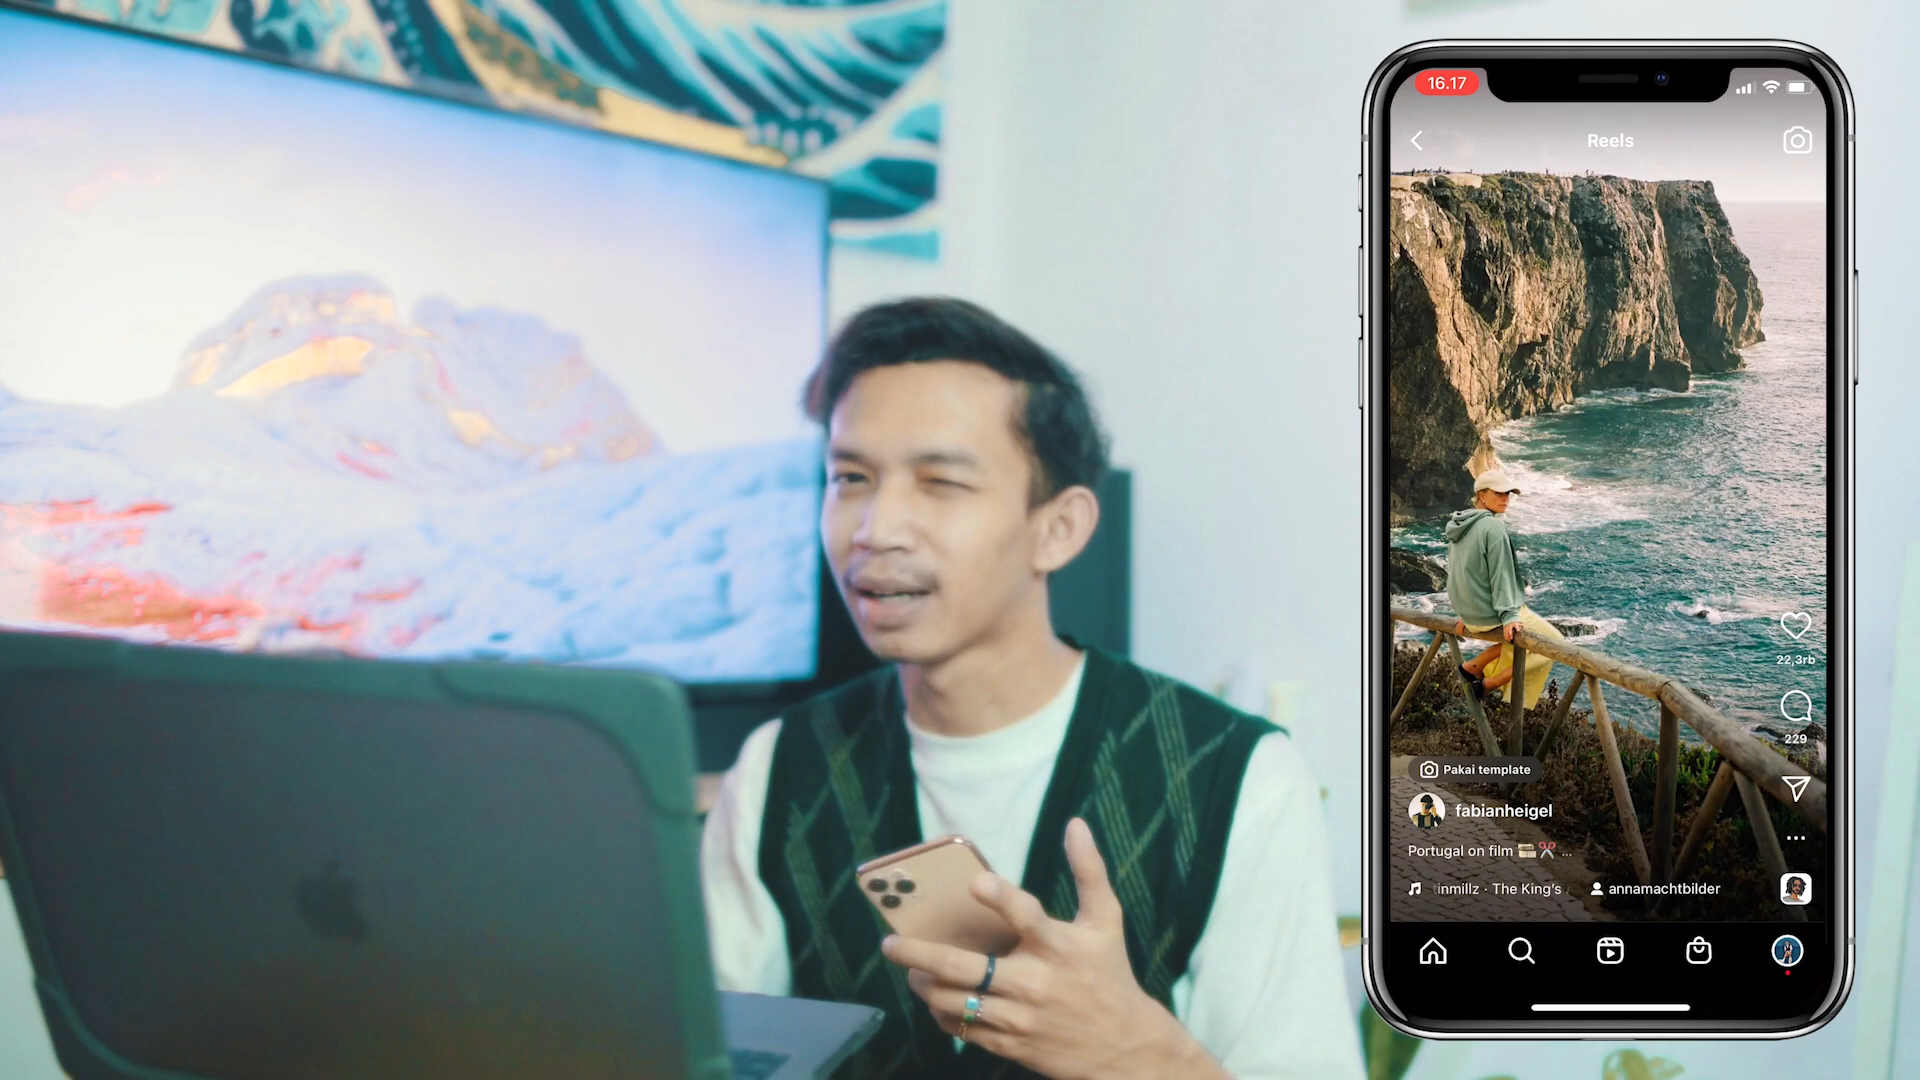 16.17
Reels
22,3rb
229
Pakai template
fabianheigel
Portugal on film 🎞️✂️ ...
inmillz · The King's
annamachtbilder